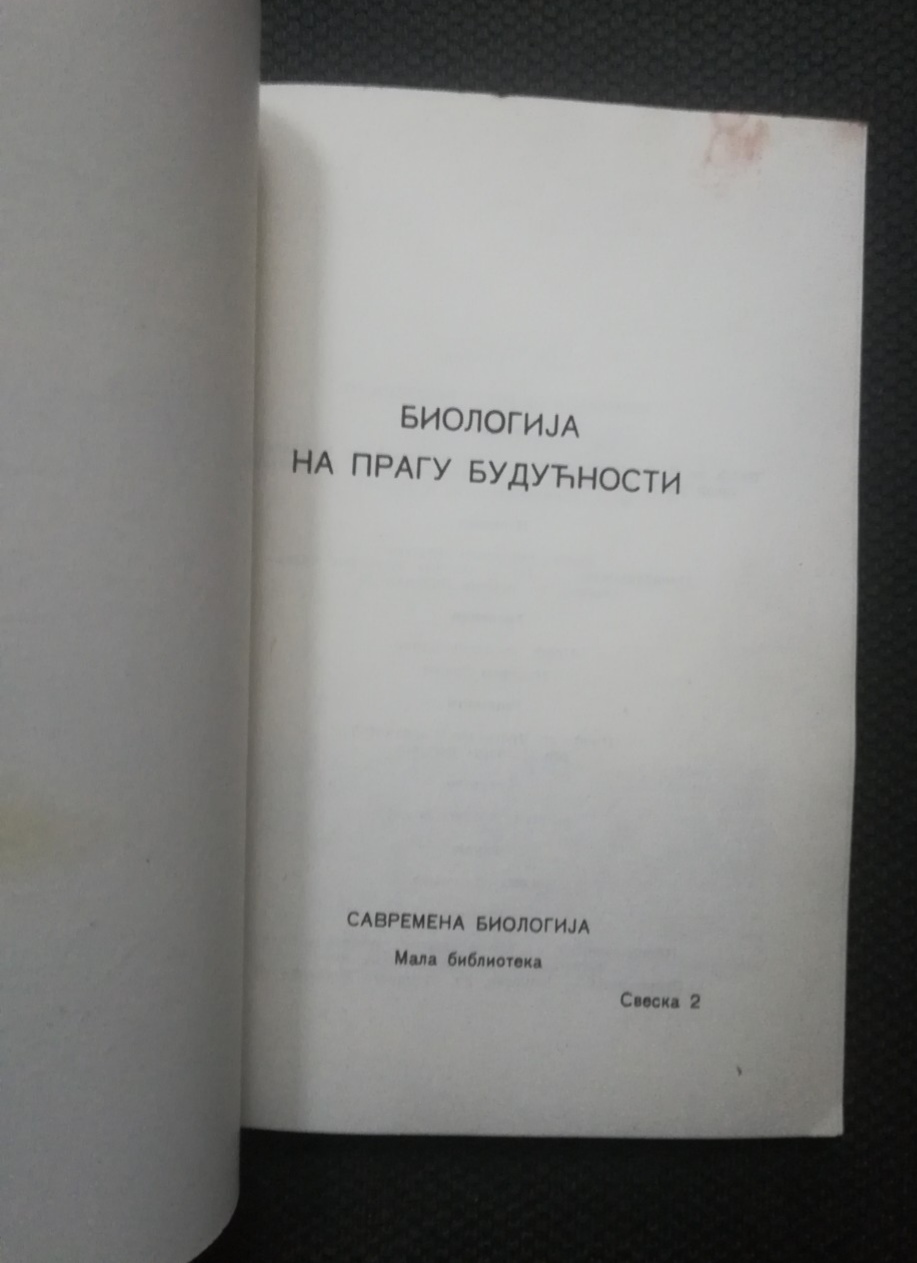 БИОЛОГИЈА
НА ПРАГУ БУДУЋНОСТИ
САВРЕМЕНА БИОЛОГИЈА
Мала библиотека
Свеска 2